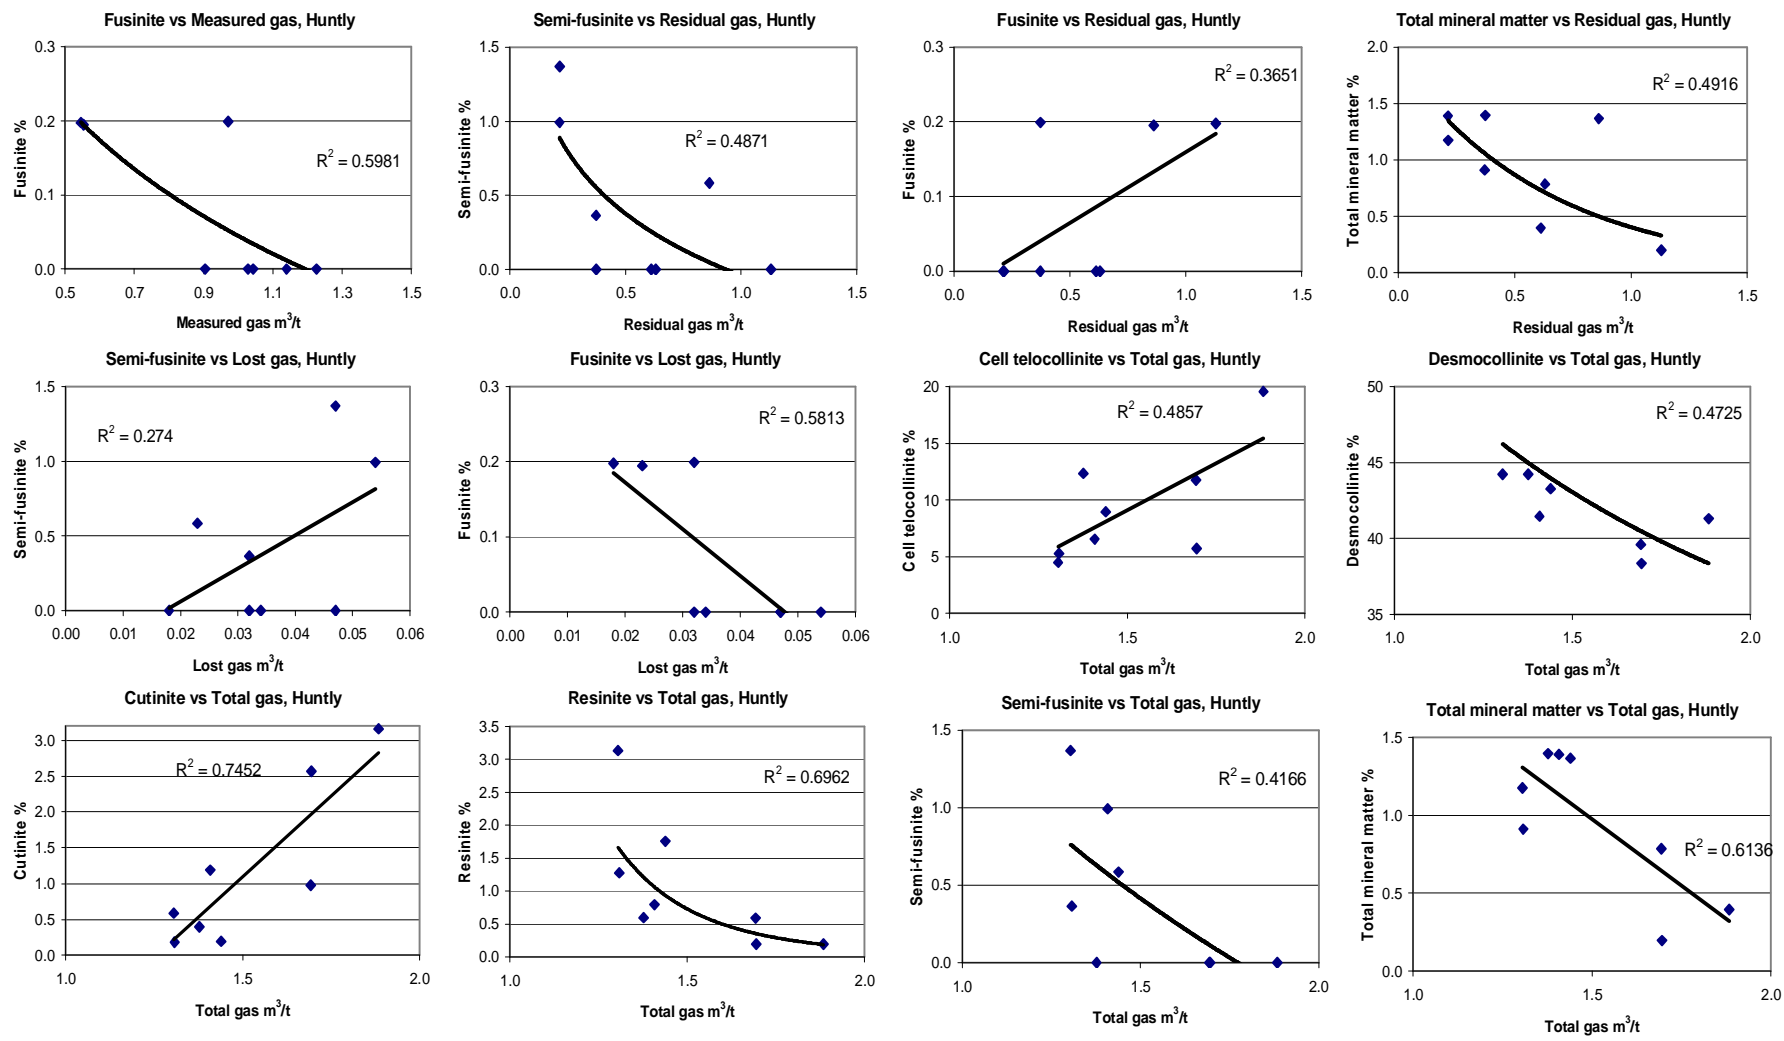 Fusinite vs Measured gas, Huntly
0.3
0.2
0.1
0.0
Fusinite %
R² = 0.5981
0.5 0.7 0.9 1.1 1.3 1.5
Measured gas m³/t
Semi-fusinite vs Residual gas, Huntly
1.5
1.0
0.5
0.0
Semi-fusinite %
R² = 0.4871
0.0 0.5 1.0 1.5
Residual gas m³/t
Fusinite vs Residual gas, Huntly
0.3
0.2
0.1
0.0
Fusinite %
R² = 0.3651
0.0 0.5 1.0 1.5
Residual gas m³/t
Total mineral matter vs Residual gas, Huntly
2.0
1.5
1.0
0.5
0.0
Total mineral matter %
R² = 0.4916
0.0 0.5 1.0 1.5
Residual gas m³/t
Semi-fusinite vs Lost gas, Huntly
1.5
1.0
0.5
0.0
Semi-fusinite %
R² = 0.274
0.00 0.01 0.02 0.03 0.04 0.05 0.06
Lost gas m³/t
Fusinite vs Lost gas, Huntly
0.3
0.2
0.1
0.0
Fusinite %
R² = 0.5813
0.00 0.01 0.02 0.03 0.04 0.05 0.06
Lost gas m³/t
Cell telocollinite vs Total gas, Huntly
20
15
10
5
0
Cell telocollinite %
R² = 0.4857
1.0 1.5 2.0
Total gas m³/t
Desmocollinite vs Total gas, Huntly
50
45
40
35
Desmocollinite %
R² = 0.4725
1.0 1.5 2.0
Total gas m³/t
Cutinite vs Total gas, Huntly
3.0
2.5
2.0
1.5
1.0
0.5
0.0
Cutinite %
R² = 0.7452
1.0 1.5 2.0
Total gas m³/t
Resinite vs Total gas, Huntly
3.5
3.0
2.5
2.0
1.5
1.0
0.5
0.0
Resinite %
R² = 0.6962
1.0 1.5 2.0
Total gas m³/t
Semi-fusinite vs Total gas, Huntly
1.5
1.0
0.5
0.0
Semi-fusinite %
R² = 0.4166
1.0 1.5 2.0
Total gas m³/t
Total mineral matter vs Total gas, Huntly
1.5
1.0
0.5
0.0
Total mineral matter %
R² = 0.6136
1.0 1.5 2.0
Total gas m³/t